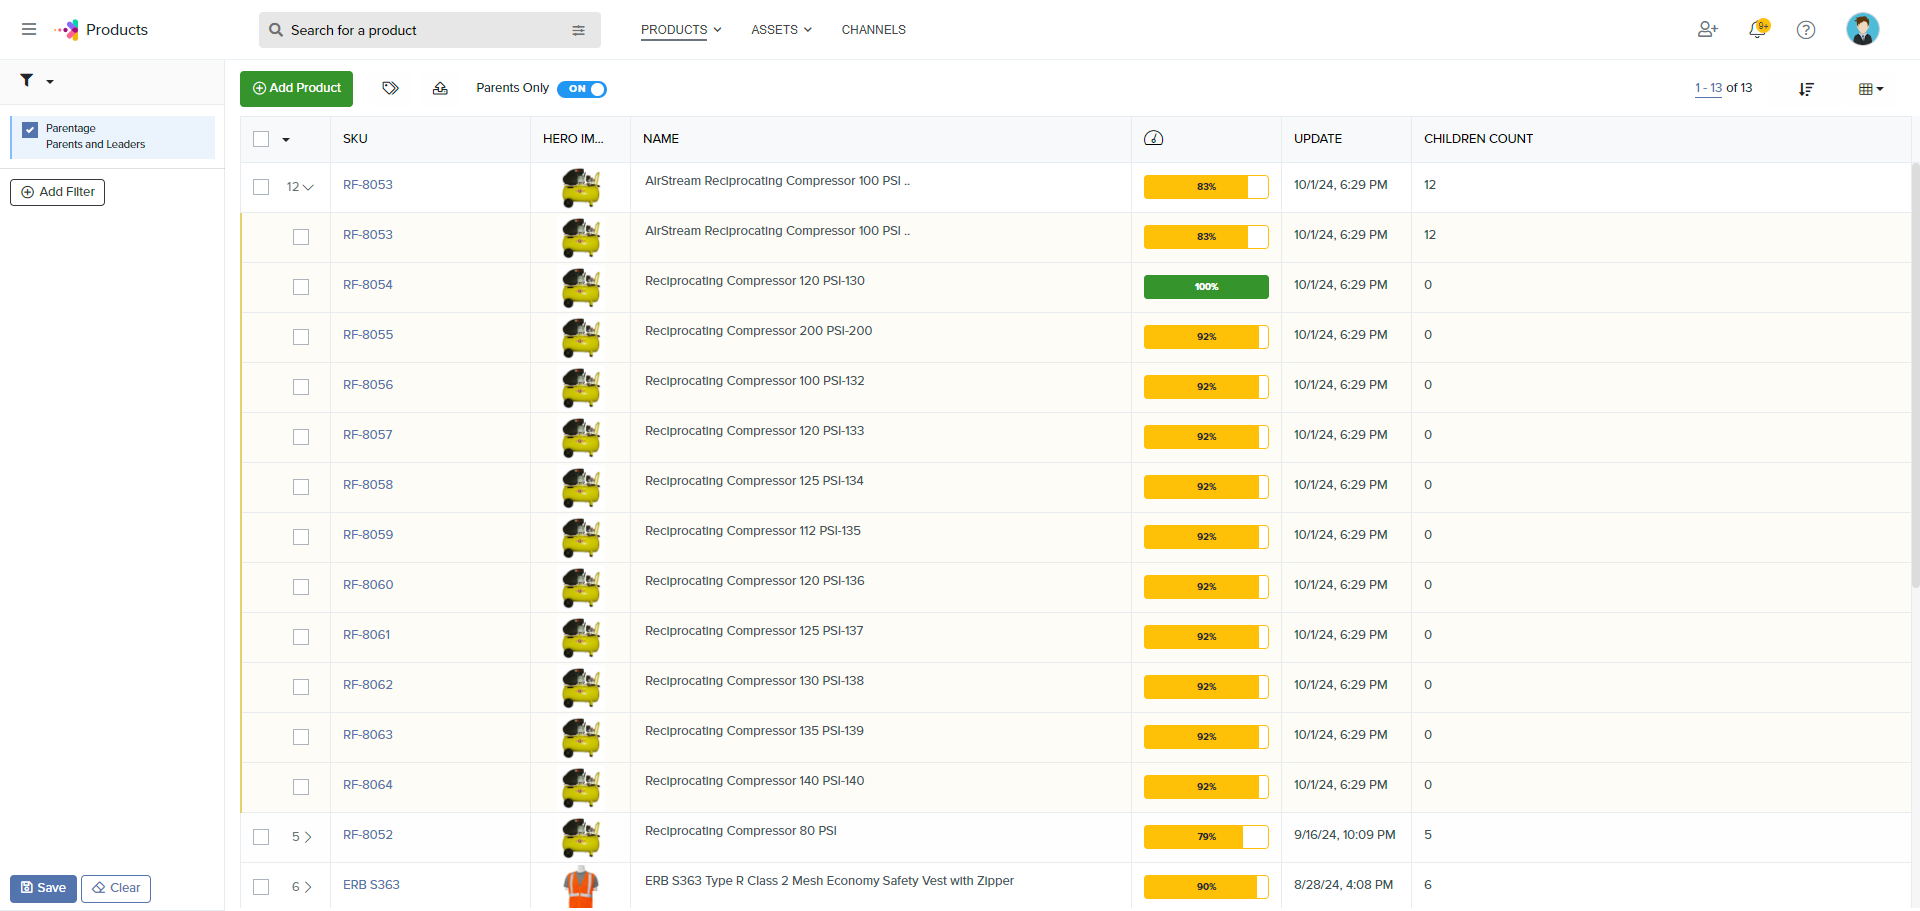 Products
Search for a product
PRODUCTS
ASSETS
CHANNELS
9+
Add Product
Parents Only
ON
1 - 13 of 13
Parentage
Parents and Leaders
Add Filter
SKU
HERO IM...
NAME
UPDATE
CHILDREN COUNT
12 RF-8053 AirStream Reciprocating Compressor 100 PSI .. 83% 10/1/24, 6:29 PM 12
RF-8053 AirStream Reciprocating Compressor 100 PSI .. 83% 10/1/24, 6:29 PM 12
RF-8054 Reciprocating Compressor 120 PSI-130 100% 10/1/24, 6:29 PM 0
RF-8055 Reciprocating Compressor 200 PSI-200 92% 10/1/24, 6:29 PM 0
RF-8056 Reciprocating Compressor 100 PSI-132 92% 10/1/24, 6:29 PM 0
RF-8057 Reciprocating Compressor 120 PSI-133 92% 10/1/24, 6:29 PM 0
RF-8058 Reciprocating Compressor 125 PSI-134 92% 10/1/24, 6:29 PM 0
RF-8059 Reciprocating Compressor 112 PSI-135 92% 10/1/24, 6:29 PM 0
RF-8060 Reciprocating Compressor 120 PSI-136 92% 10/1/24, 6:29 PM 0
RF-8061 Reciprocating Compressor 125 PSI-137 92% 10/1/24, 6:29 PM 0
RF-8062 Reciprocating Compressor 130 PSI-138 92% 10/1/24, 6:29 PM 0
RF-8063 Reciprocating Compressor 135 PSI-139 92% 10/1/24, 6:29 PM 0
RF-8064 Reciprocating Compressor 140 PSI-140 92% 10/1/24, 6:29 PM 0
5 RF-8052 Reciprocating Compressor 80 PSI 79% 9/16/24, 10:09 PM 5
6 ERB S363 ERB S363 Type R Class 2 Mesh Economy Safety Vest with Zipper 90% 8/28/24, 4:08 PM 6
Save
Clear